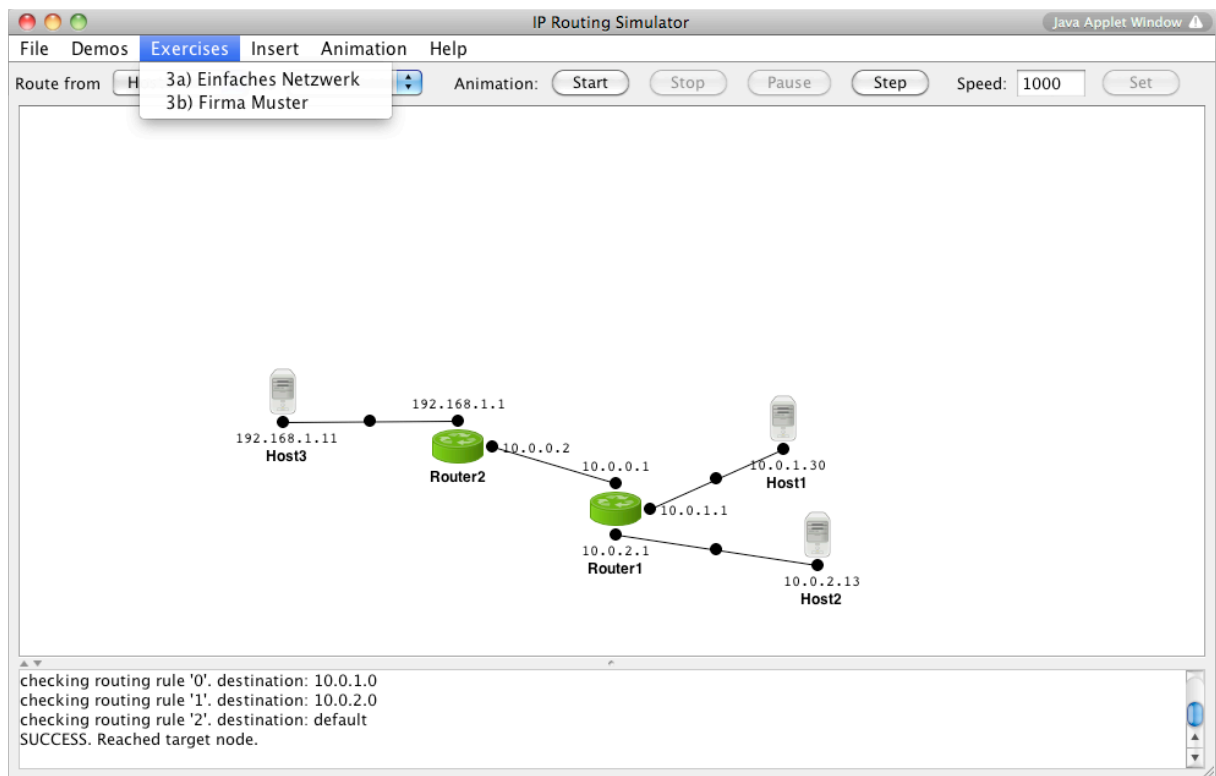 IP Routing Simulator
Java Applet Window
File Demos Exercises Insert Animation Help
Route from H Animation: Start Stop Pause Step Speed: 1000 Set
3a) Einfaches Netzwerk
3b) Firma Muster
192.168.1.1
192.168.1.11
Host3
10.0.0.2
Router2
10.0.0.1
10.0.1.30
Host1
10.0.1.1
10.0.2.1
Router1
10.0.2.13
Host2
checking routing rule '0'. destination: 10.0.1.0
checking routing rule '1'. destination: 10.0.2.0
checking routing rule '2'. destination: default
SUCCESS. Reached target node.